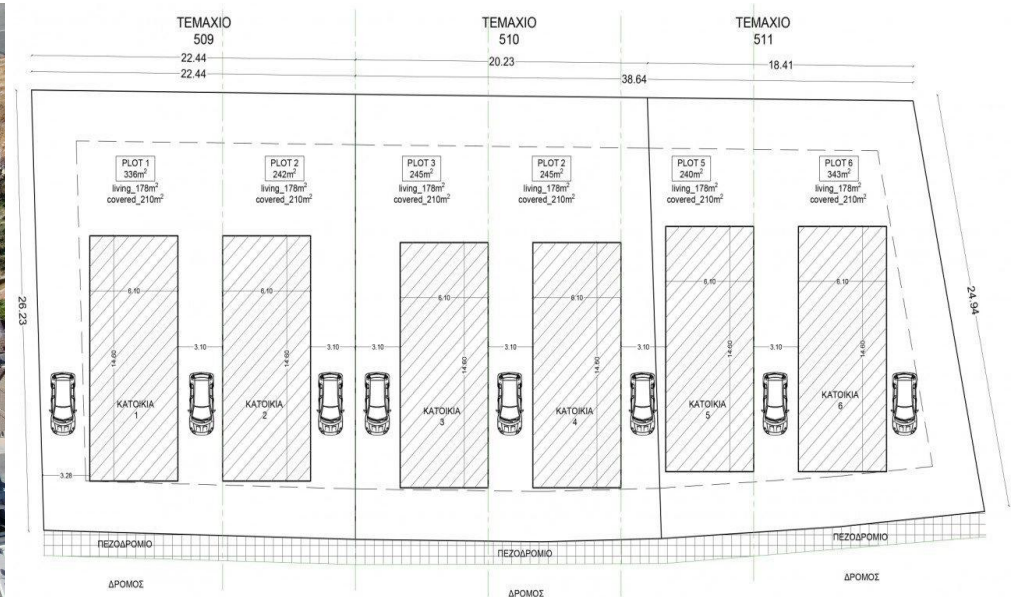 ΤΕΜΑΧΙΟ
509
ΤΕΜΑΧΙΟ
510
ΤΕΜΑΧΙΟ
511
22.44
20.23
18.41
22.44
38.64
PLOT 1
336m²
living_178m²
covered_210m²
PLOT 2
242m²
living_178m²
covered_210m²
PLOT 3
245m²
living_178m²
covered_210m²
PLOT 2
245m²
living_178m²
covered_210m²
PLOT 5
240m²
living_178m²
covered_210m²
PLOT 6
343m²
living_178m²
covered_210m²
26.23
24.94
6.10
6.10
6.10
6.10
6.10
6.10
3.10
3.10
3.10
3.10
3.10
3.10
14.60
14.60
14.60
14.60
14.60
14.60
ΚΑΤΟΙΚΙΑ
1
ΚΑΤΟΙΚΙΑ
2
ΚΑΤΟΙΚΙΑ
3
ΚΑΤΟΙΚΙΑ
4
ΚΑΤΟΙΚΙΑ
5
ΚΑΤΟΙΚΙΑ
6
3.28
ΠΕΖΟΔΡΟΜΙΟ
ΠΕΖΟΔΡΟΜΙΟ
ΠΕΖΟΔΡΟΜΙΟ
ΔΡΟΜΟΣ
ΔΡΟΜΟΣ
ΔΡΟΜΟΣ